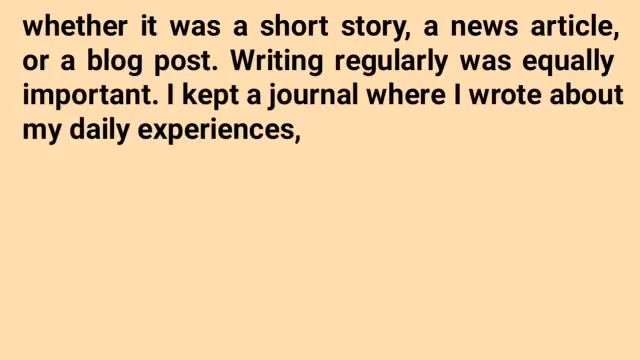 whether it was a short story, a news article,
or a blog post. Writing regularly was equally
important. I kept a journal where I wrote about
my daily experiences,